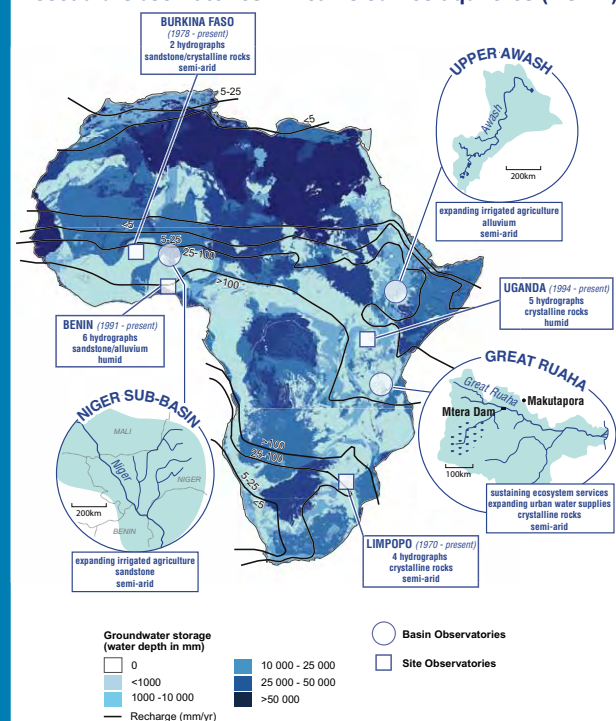 BURKINA FASO
(1978 - present)
2 hydrographs
sandstone/crystalline rocks
semi-arid
UPPER AWASH
Awash
200km
expanding irrigated agriculture
alluvium
semi-arid
5-25
<5
<5
5-25
25-100
>100
UGANDA (1994 - present)
5 hydrographs
crystalline rocks
humid
BENIN (1991 - present)
6 hydrographs
sandstone/alluvium
humid
GREAT RUAHA
Great Ruaha
Makutapora
Mtera Dam
100km
sustaining ecosystem services
expanding urban water supplies
crystalline rocks
semi-arid
NIGER SUB-BASIN
MALI
Niger
NIGER
200km
BENIN
expanding irrigated agriculture
sandstone
semi-arid
>100
25-100
5-25
<5
LIMPOPO (1970 - present)
4 hydrographs
crystalline rocks
semi-arid
Groundwater storage
(water depth in mm)
0
<1000
1000 -10 000
10 000 - 25 000
25 000 - 50 000
>50 000
Recharge (mm/yr)
Basin Observatories
Site Observatories